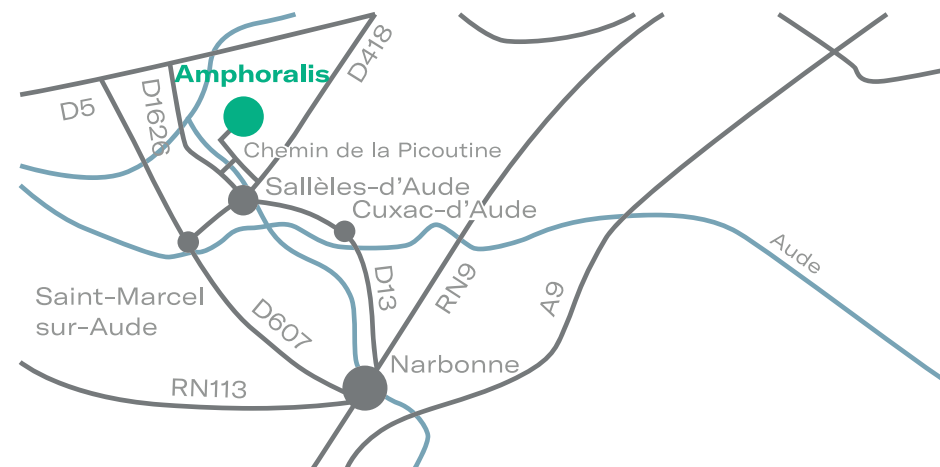 D418
Amphoralis
D5
D1626
Chemin de la Picoutine
Sallèles-d'Aude
Cuxac-d'Aude
Aude
D13
RN9
A9
Saint-Marcel
sur-Aude
D607
Narbonne
RN113